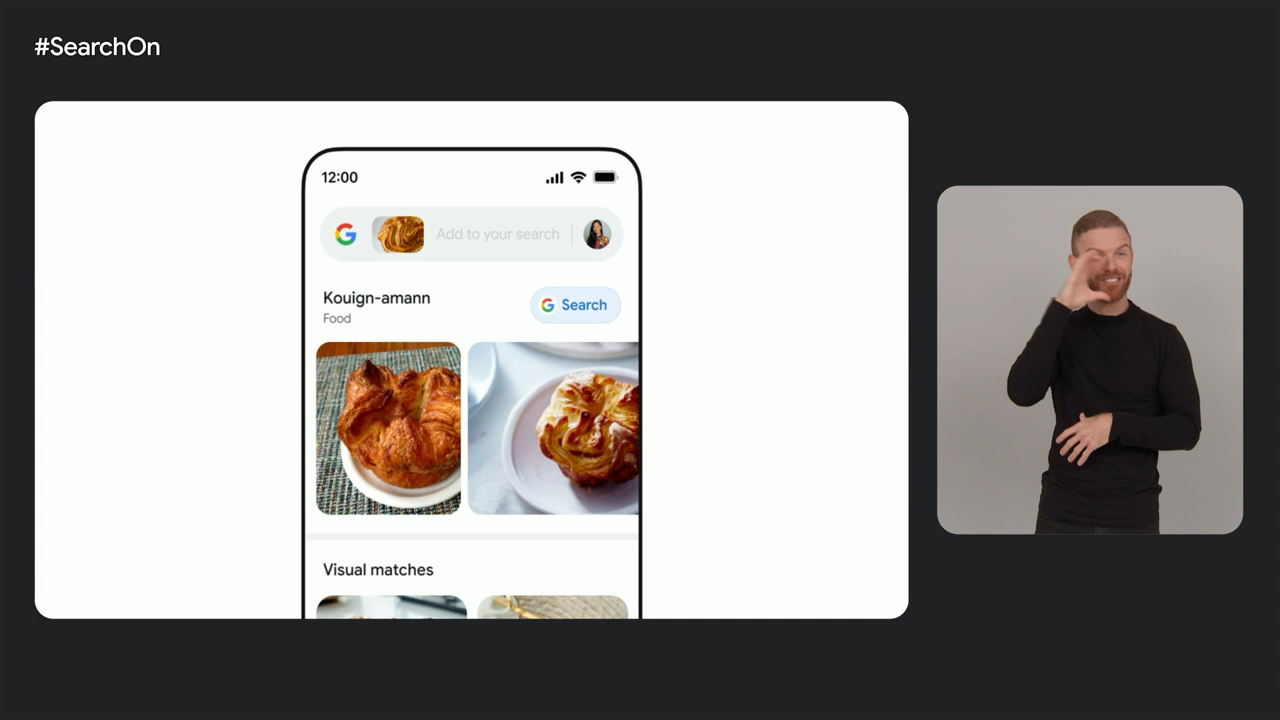 #SearchOn
12:00
Add to your search
Kouign-amann
Food
Search
Visual matches